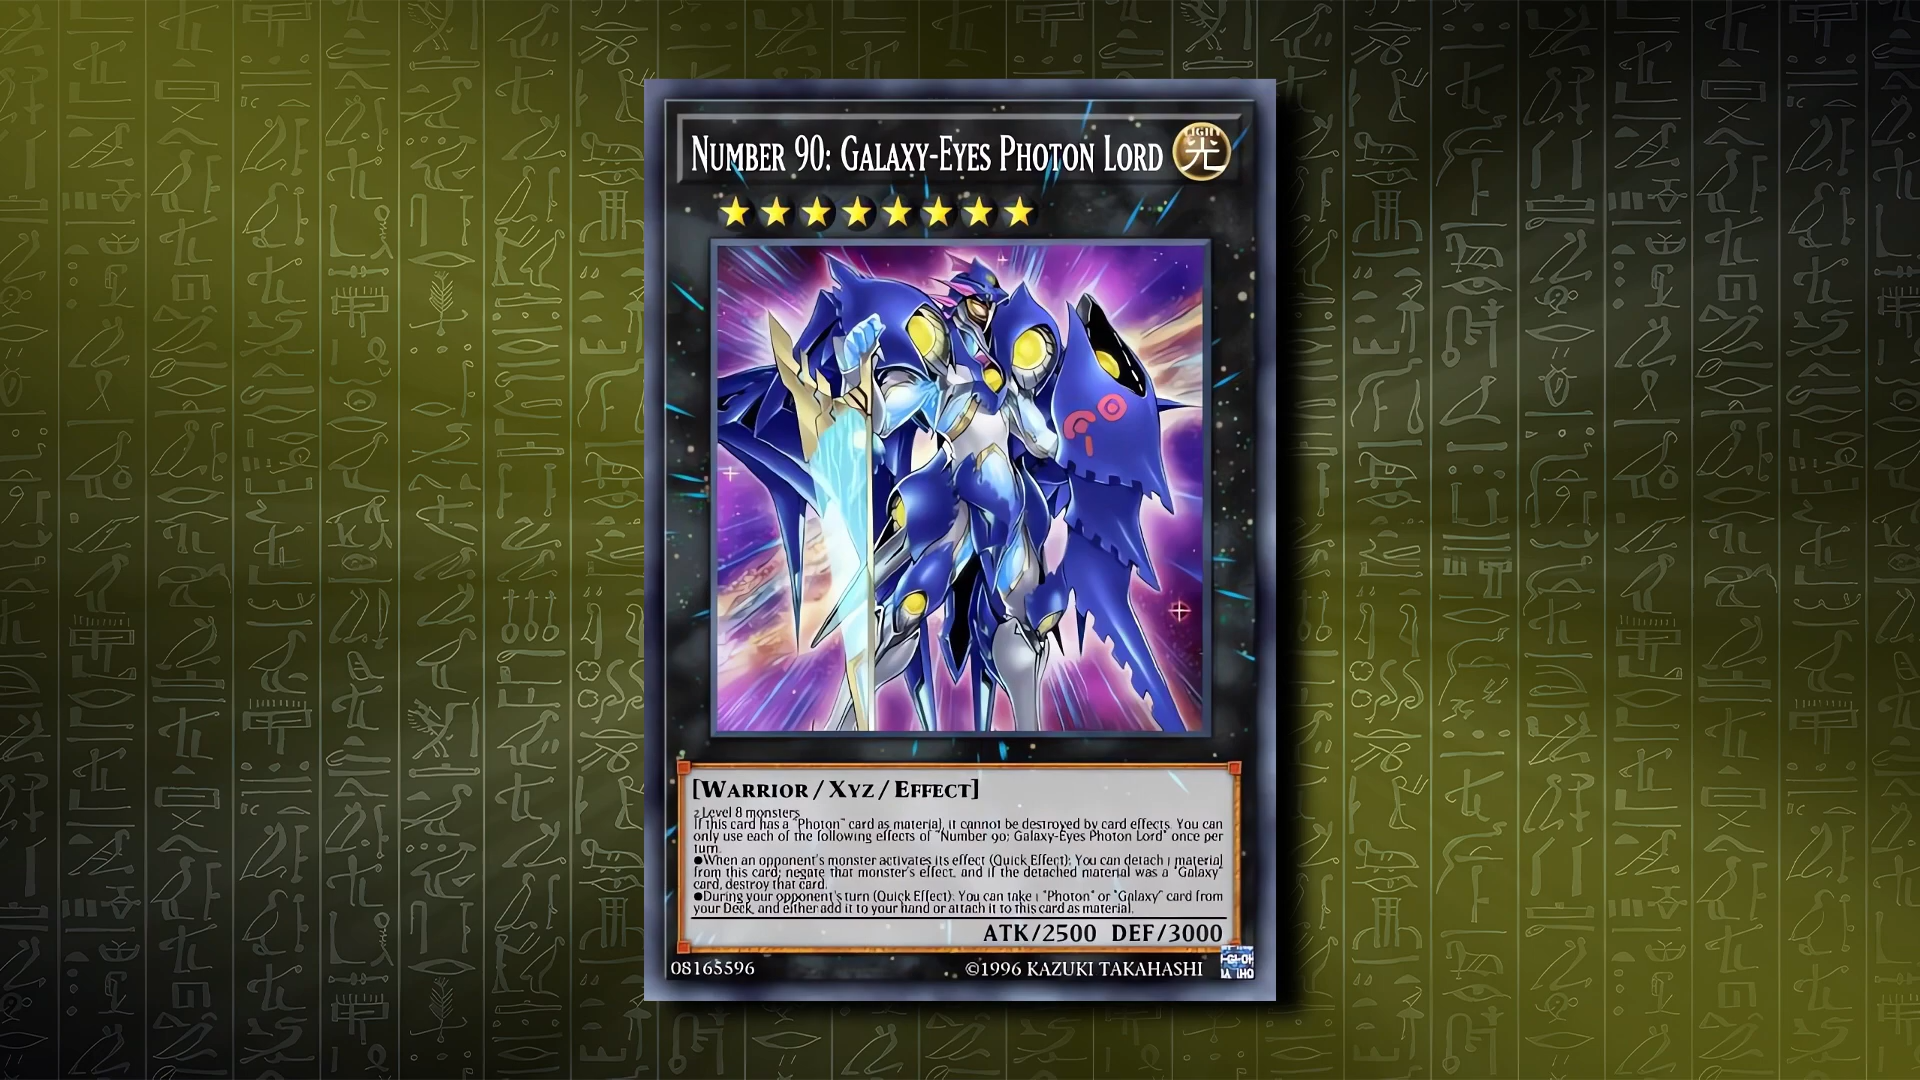 Number 90: Galaxy-Eyes Photon Lord
LIGHT
光
[Warrior / Xyz / Effect]
2 Level 8 monsters
If this card has a "Photon" card as material, it cannot be destroyed by card effects. You can
only use each of the following effects of "Number 90: Galaxy-Eyes Photon Lord" once per
turn.
●When an opponent's monster activates its effect (Quick Effect): You can detach 1 material
from this card; negate that monster's effect, and if the detached material was a "Galaxy"
card, destroy that card.
●During your opponent's turn (Quick Effect): You can take 1 "Photon" or "Galaxy" card from
your Deck, and either add it to your hand or attach it to this card as material.
ATK/2500 DEF/3000
08165596
©1996 KAZUKI TAKAHASHI